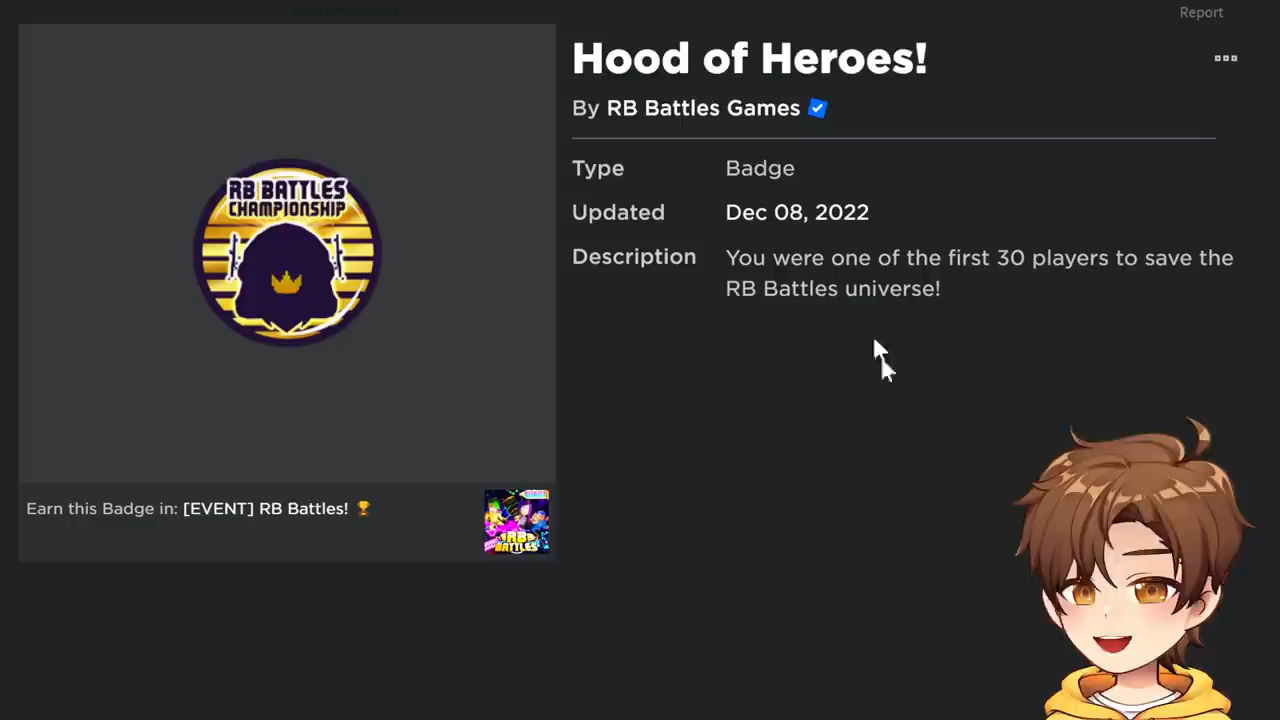 Report
Hood of Heroes!
By RB Battles Games
Type Badge
Updated Dec 08, 2022
Description You were one of the first 30 players to save the
RB Battles universe!
RB BATTLES
CHAMPIONSHIP
Earn this Badge in: [EVENT] RB Battles! 🏆
RB
BATTLES